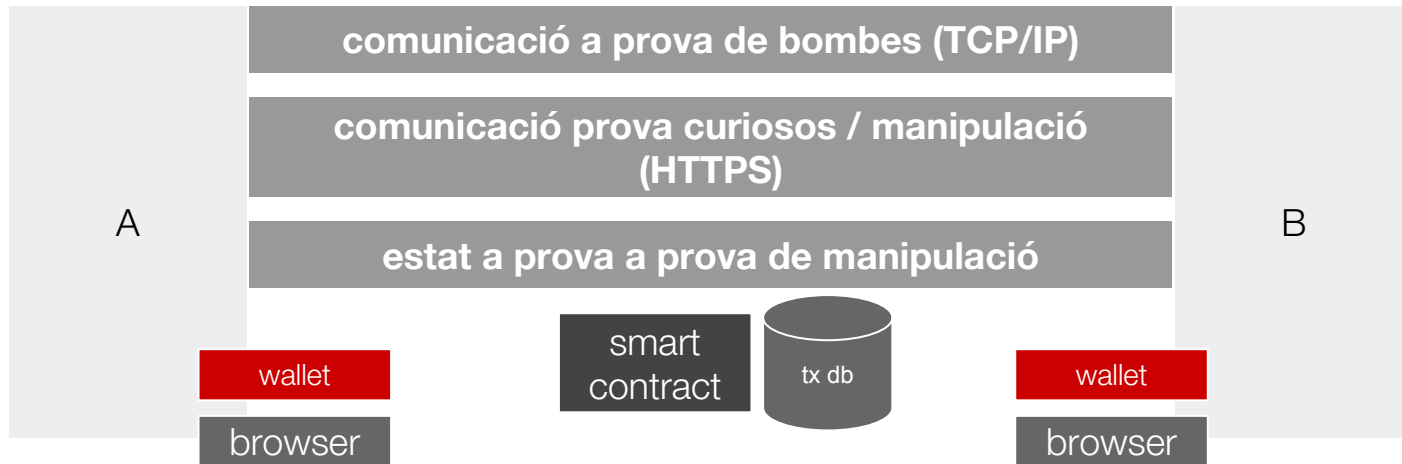 comunicació a prova de bombes (TCP/IP)
comunicació prova curiosos / manipulació
(HTTPS)
A
B
estat a prova a prova de manipulació
smart
contract
tx db
wallet
wallet
browser
browser